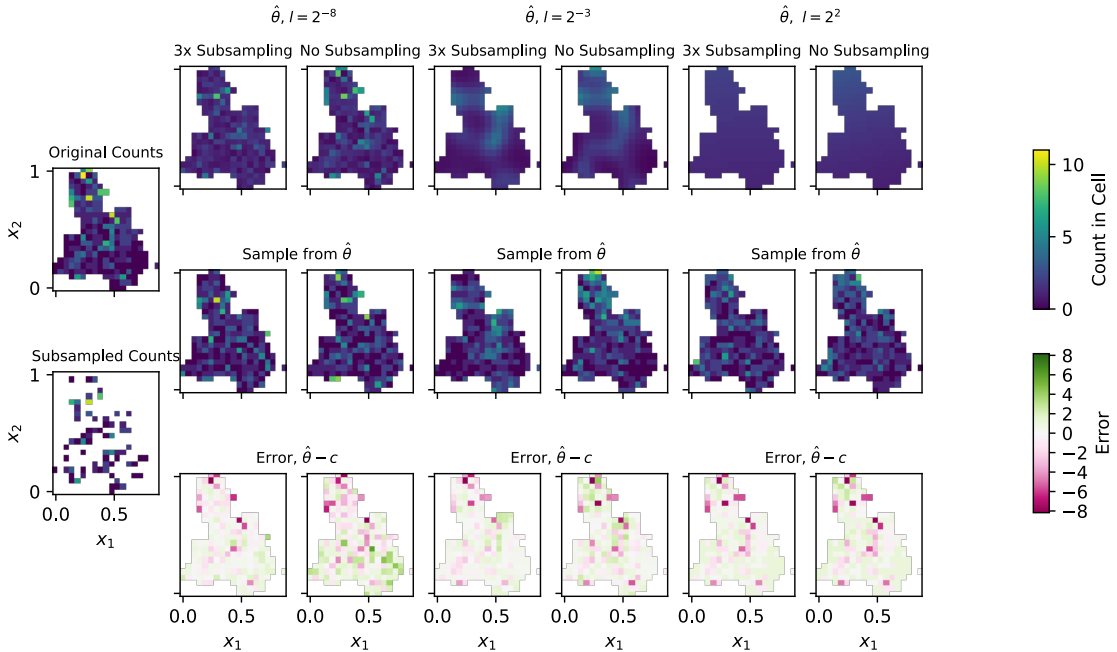 θ̂, l = 2⁻⁸
θ̂, l = 2⁻³
θ̂, l = 2²
3x Subsampling
No Subsampling
3x Subsampling
No Subsampling
3x Subsampling
No Subsampling
Original Counts
1
0
x₂
Subsampled Counts
1
0
x₂
0.0
0.5
x₁
Sample from θ̂
Sample from θ̂
Sample from θ̂
Error, θ̂ − c
Error, θ̂ − c
Error, θ̂ − c
0.0 0.5
0.0 0.5
0.0 0.5
0.0 0.5
0.0 0.5
0.0 0.5
x₁
x₁
x₁
x₁
x₁
x₁
10
5
0
Count in Cell
8
6
4
2
0
−2
−4
−6
−8
Error